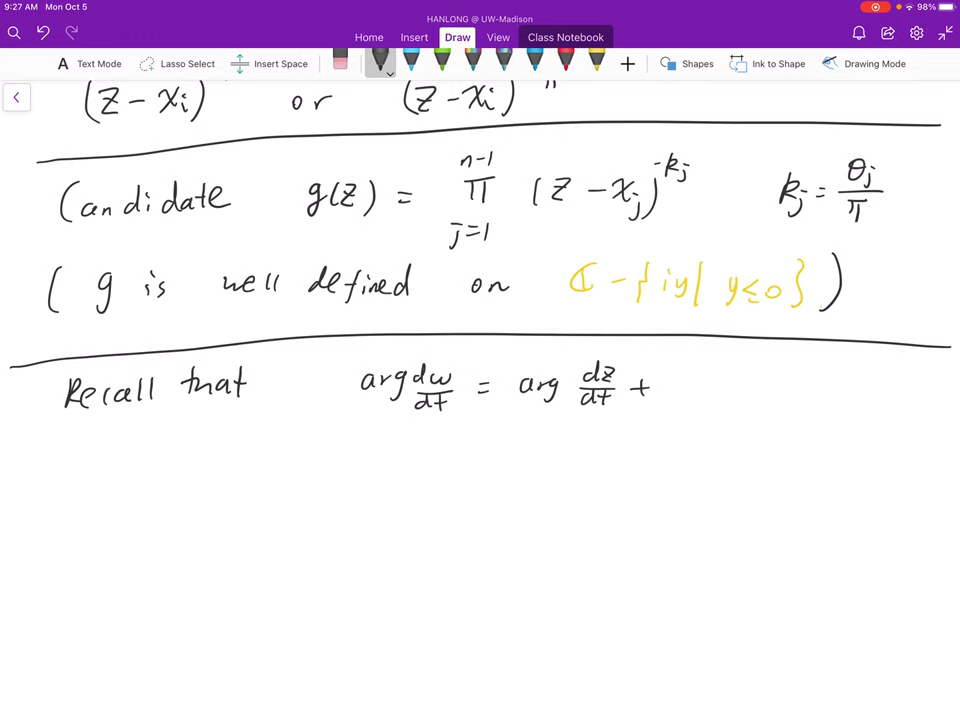 9:27 AM Mon Oct 5
98%
HANLONG @ UW-Madison
Home Insert Draw View Class Notebook
A Text Mode Lasso Select Insert Space Shapes Ink to Shape Drawing Mode
(Z - xi) or (Z - xi) π
Candidate g(z) = n-1 Π j=1 (Z - xj)^-kj kj = θj/π
( g is well defined on ℂ - { iy | y ≤ 0 } )
Recall that arg dw/dt = arg dz/dt +